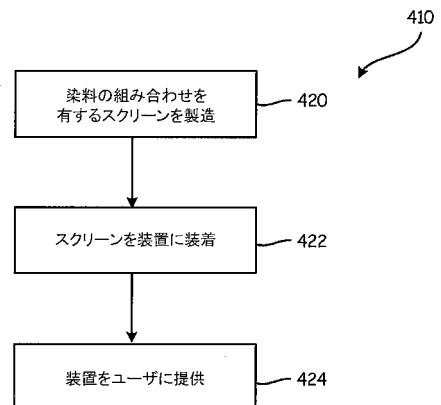 410
染料の組み合わせを
有するスクリーンを製造
420
スクリーンを装置に装着
422
装置をユーザに提供
424